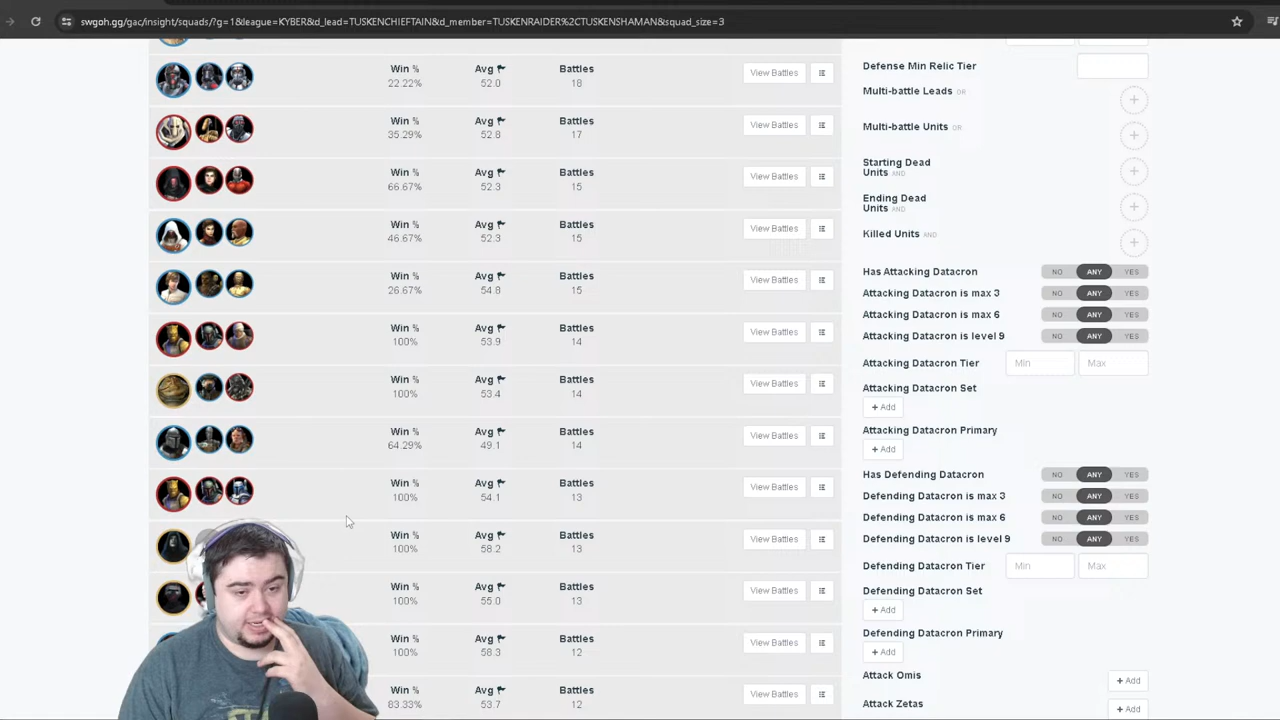 swgoh.gg/gac/insight/squads/?g=1&league=KYBER&d_lead=TUSKENCHIEFTAIN&d_member=TUSKENRAIDER%2CTUSKENSHAMAN&squad_size=3
Win % Avg Battles View Battles
22.22% 52.0 18
Win % Avg Battles View Battles
35.29% 52.8 17
Win % Avg Battles View Battles
66.67% 52.3 15
Win % Avg Battles View Battles
46.67% 52.3 15
Win % Avg Battles View Battles
26.67% 54.8 15
Win % Avg Battles View Battles
100% 53.9 14
Win % Avg Battles View Battles
100% 53.4 14
Win % Avg Battles View Battles
64.29% 49.1 14
Win % Avg Battles View Battles
100% 54.1 13
Win % Avg Battles View Battles
100% 58.2 13
Win % Avg Battles View Battles
100% 55.0 13
Win % Avg Battles View Battles
100% 58.3 12
Win % Avg Battles View Battles
83.33% 53.7 12
Defense Min Relic Tier
Multi-battle Leads OR
Multi-battle Units OR
Starting Dead
Units AND
Ending Dead
Units AND
Killed Units AND
Has Attacking Datacron NO ANY YES
Attacking Datacron is max 3 NO ANY YES
Attacking Datacron is max 6 NO ANY YES
Attacking Datacron is level 9 NO ANY YES
Attacking Datacron Tier Min Max
Attacking Datacron Set
+ Add
Attacking Datacron Primary
+ Add
Has Defending Datacron NO ANY YES
Defending Datacron is max 3 NO ANY YES
Defending Datacron is max 6 NO ANY YES
Defending Datacron is level 9 NO ANY YES
Defending Datacron Tier Min Max
Defending Datacron Set
+ Add
Defending Datacron Primary
+ Add
Attack Omis + Add
Attack Zetas + Add